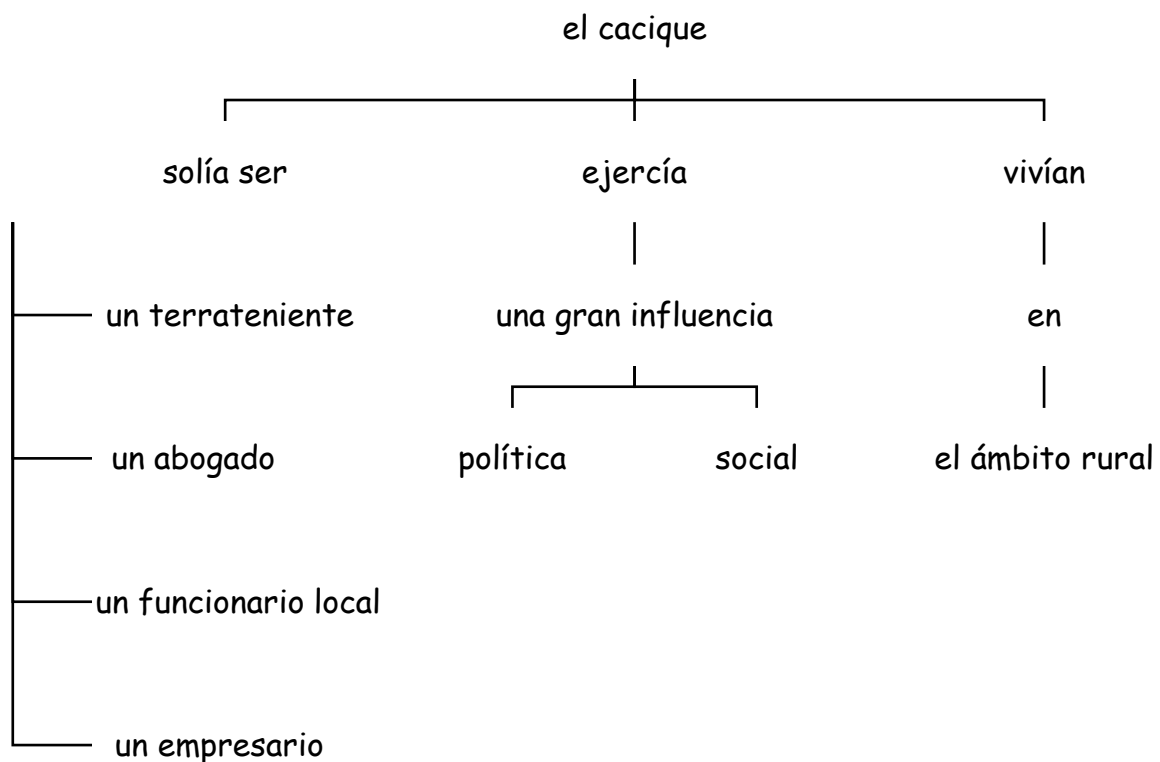 el cacique
solía ser
ejercía
vivían
un terrateniente
una gran influencia
en
un abogado
política
social
el ámbito rural
un funcionario local
un empresario